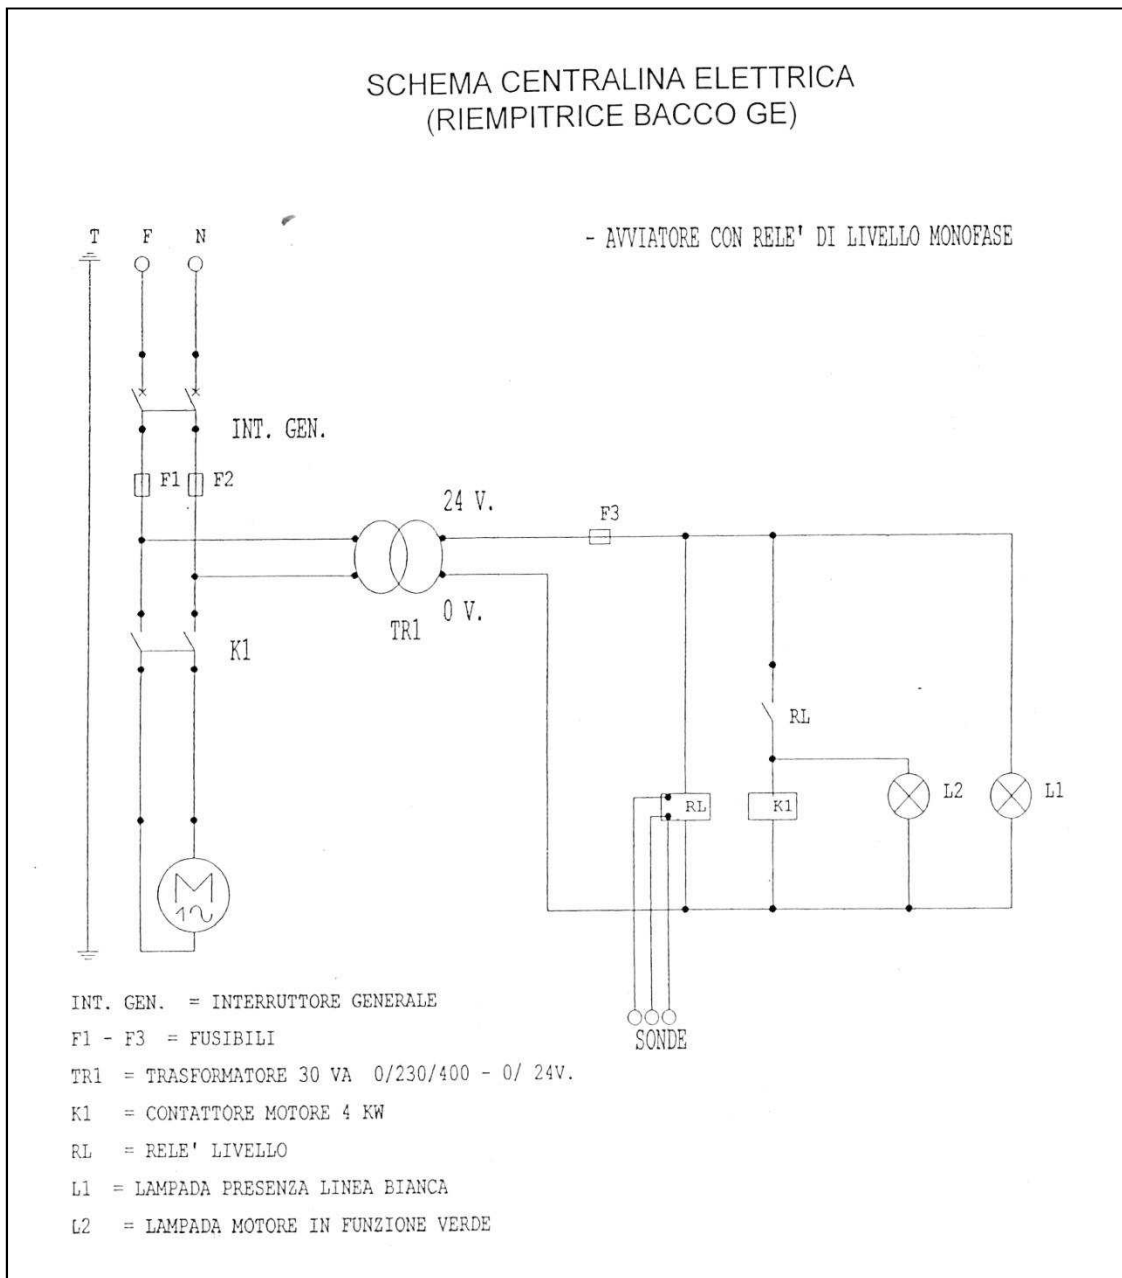 SCHEMA CENTRALINA ELETTRICA
(RIEMPITRICE BACCO GE)
T F N
- AVVIATORE CON RELE' DI LIVELLO MONOFASE
INT. GEN.
F1 F2
24 V.
F3
0 V.
TR1
K1
RL
RL
K1
L2
L1
M
1~
SONDE
INT. GEN. = INTERRUTTORE GENERALE
F1 - F3 = FUSIBILI
TR1 = TRASFORMATORE 30 VA 0/230/400 - 0/ 24V.
K1 = CONTATTORE MOTORE 4 KW
RL = RELE' LIVELLO
L1 = LAMPADA PRESENZA LINEA BIANCA
L2 = LAMPADA MOTORE IN FUNZIONE VERDE